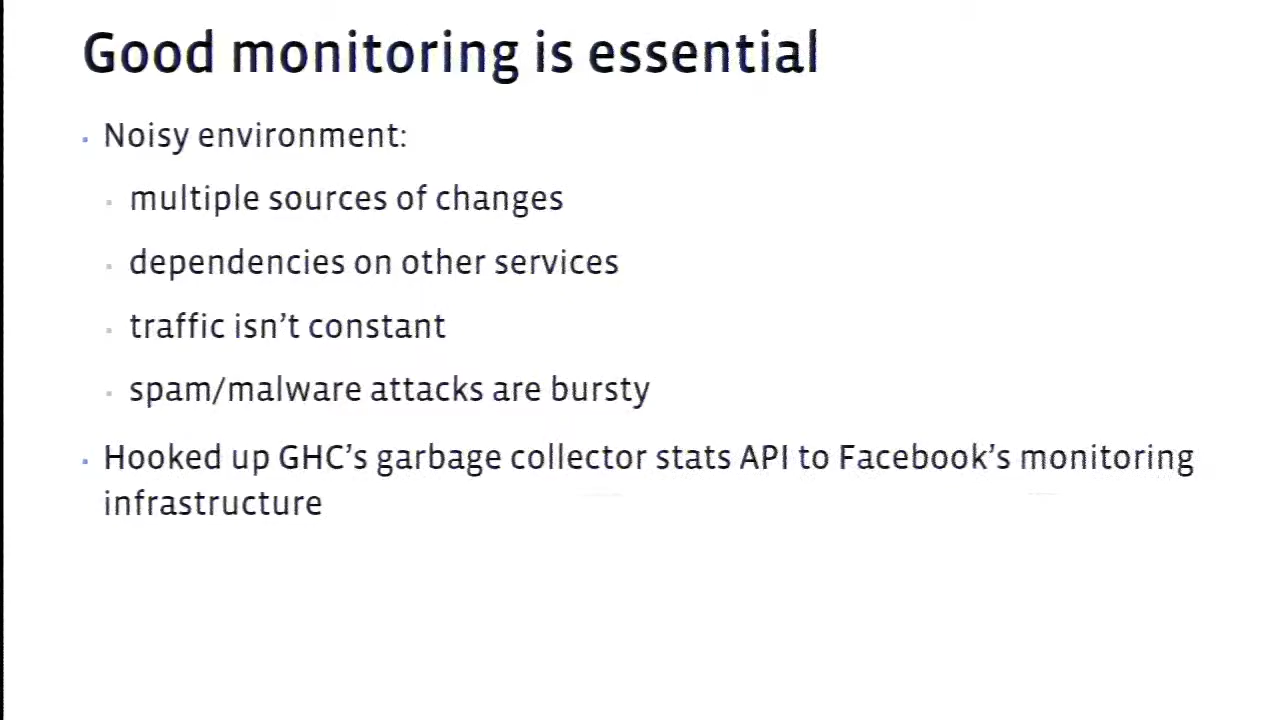 Good monitoring is essential
Noisy environment:
multiple sources of changes
dependencies on other services
traffic isn’t constant
spam/malware attacks are bursty
Hooked up GHC’s garbage collector stats API to Facebook’s monitoring
infrastructure